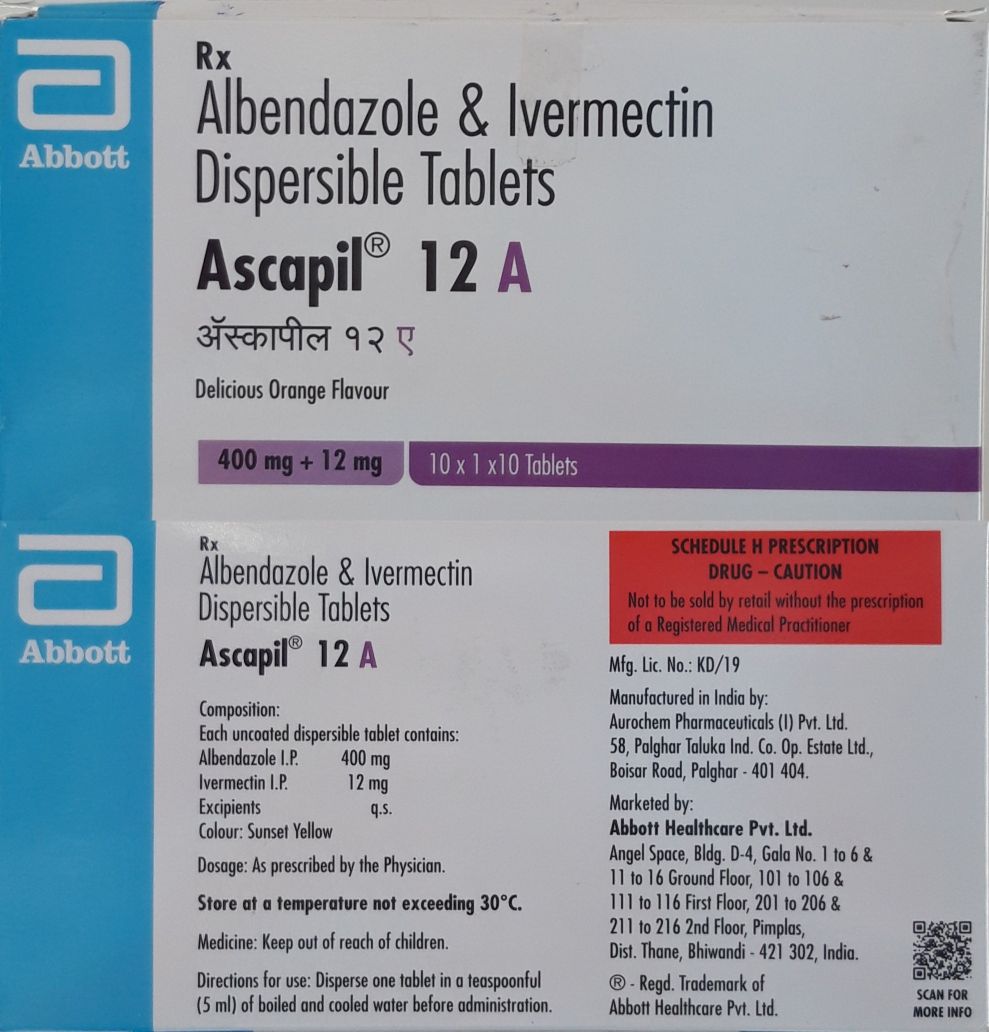 Abbott
Rx
Albendazole & Ivermectin
Dispersible Tablets
Ascapil® 12 A
ॲस्कापील १२ ए
Delicious Orange Flavour
400 mg + 12 mg
10 x 1 x10 Tablets
Abbott
Rx
Albendazole & Ivermectin
Dispersible Tablets
Ascapil® 12 A
Composition:
Each uncoated dispersible tablet contains:
Albendazole I.P. 400 mg
Ivermectin I.P. 12 mg
Excipients q.s.
Colour: Sunset Yellow
Dosage: As prescribed by the Physician.
Store at a temperature not exceeding 30°C.
Medicine: Keep out of reach of children.
Directions for use: Disperse one tablet in a teaspoonful
(5 ml) of boiled and cooled water before administration.
SCHEDULE H PRESCRIPTION
DRUG – CAUTION
Not to be sold by retail without the prescription
of a Registered Medical Practitioner
Mfg. Lic. No.: KD/19
Manufactured in India by:
Aurochem Pharmaceuticals (I) Pvt. Ltd.
58, Palghar Taluka Ind. Co. Op. Estate Ltd.,
Boisar Road, Palghar - 401 404.
Marketed by:
Abbott Healthcare Pvt. Ltd.
Angel Space, Bldg. D-4, Gala No. 1 to 6 &
11 to 16 Ground Floor, 101 to 106 &
111 to 116 First Floor, 201 to 206 &
211 to 216 2nd Floor, Pimplas,
Dist. Thane, Bhiwandi - 421 302, India.
® - Regd. Trademark of
Abbott Healthcare Pvt. Ltd.
SCAN FOR
MORE INFO